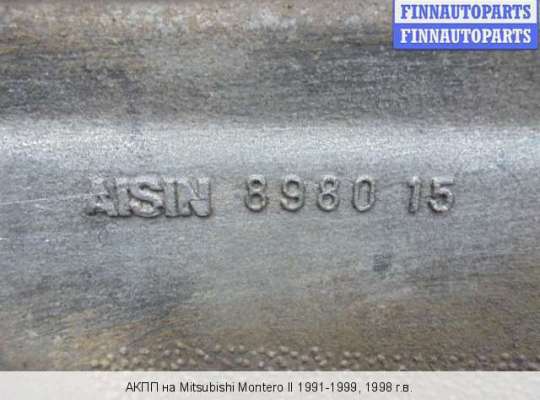 FINNAUTOPARTS
FINNAUTOPARTS
AISIN 8980 15
АКПП на Mitsubishi Montero II 1991-1999, 1998 г.в.